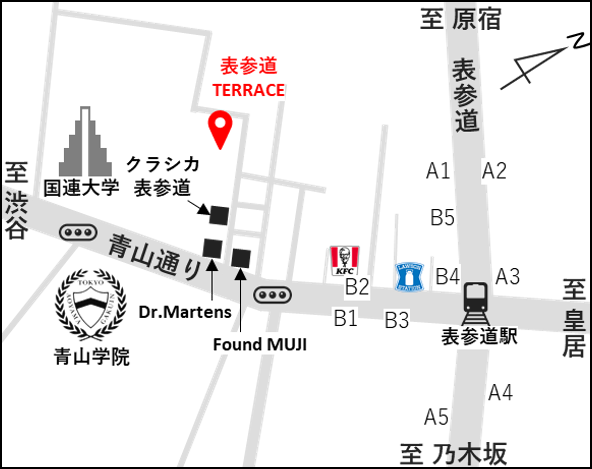 至 原宿
N
表参道
表参道
TERRACE
A1
A2
国連大学
クラシカ
表参道
至 渋谷
B5
青山通り
KFC
B2
LAWSON
STATION
B4
A3
至 皇居
TOKYO
AOYAMA GAKUIN
Dr.Martens
B1
B3
表参道駅
Found MUJI
青山学院
A4
A5
至 乃木坂